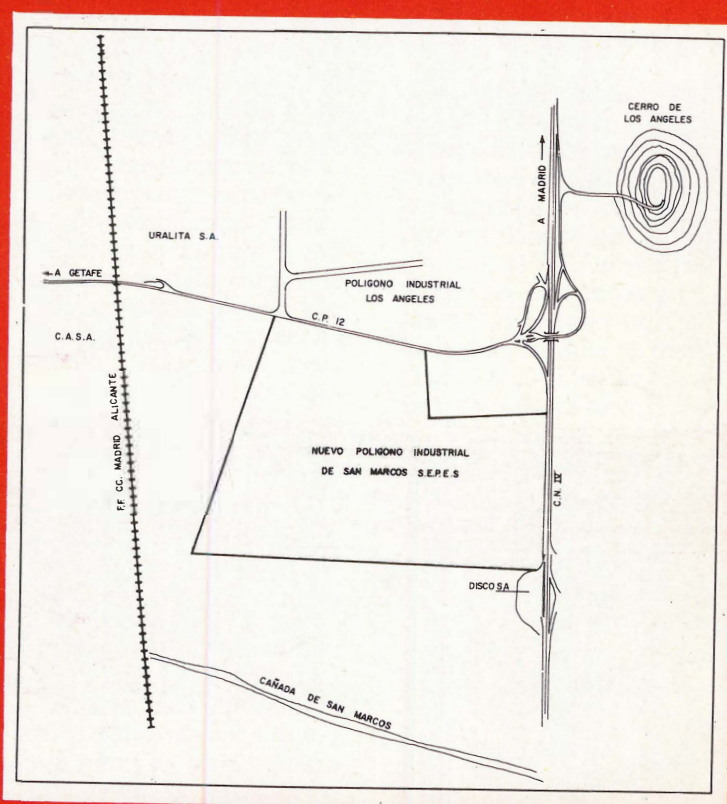 CERRO DE
LOS ANGELES
A MADRID
URALITA S.A.
A GETAFE
POLIGONO INDUSTRIAL
LOS ANGELES
C.P. 12
C.A.S.A.
F.F. CC. MADRID ALICANTE
NUEVO POLIGONO INDUSTRIAL
DE SAN MARCOS S.E.P.E.S
C.N. IV
DISCO S.A
CAÑADA DE SAN MARCOS